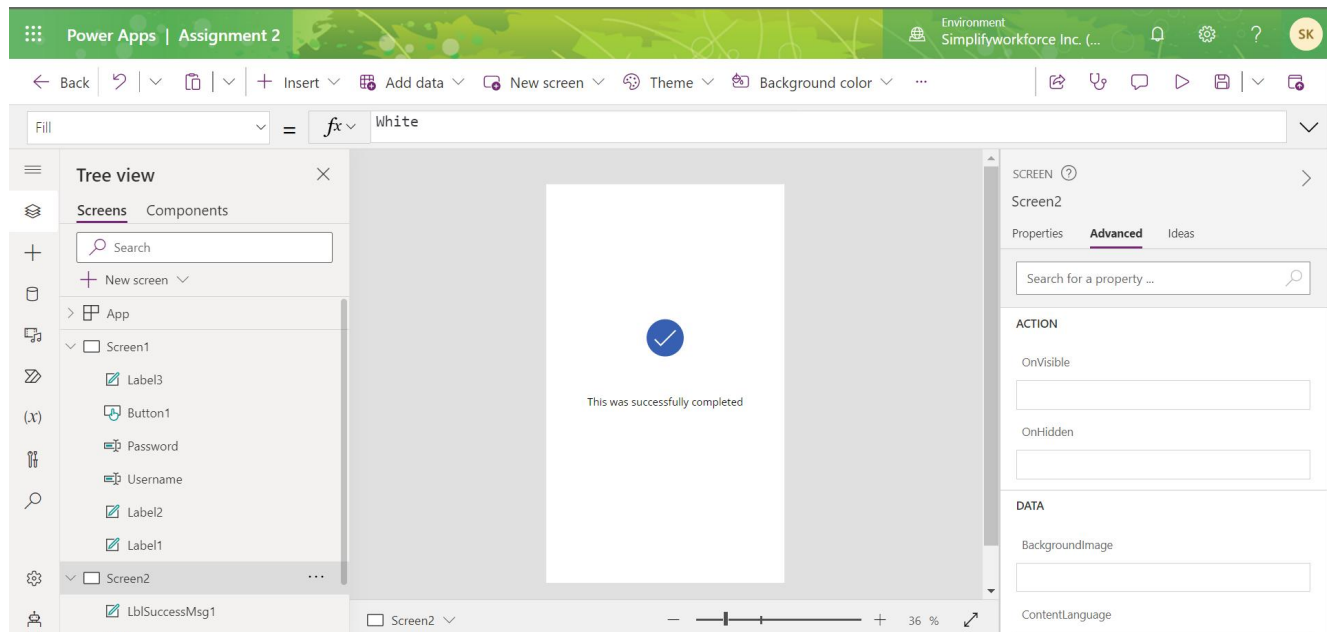 Power Apps | Assignment 2
Environment
Simplifyworkforce Inc. (...
?
SK
Back
Insert
Add data
New screen
Theme
Background color
...
Fill
=
fx
White
Tree view
Screens
Components
Search
New screen
App
Screen1
Label3
Button1
Password
(x)
Username
Label2
Label1
Screen2
...
LblSuccessMsg1
This was successfully completed
Screen2
36 %
SCREEN ?
Screen2
Properties
Advanced
Ideas
Search for a property ...
ACTION
OnVisible
OnHidden
DATA
BackgroundImage
ContentLanguage